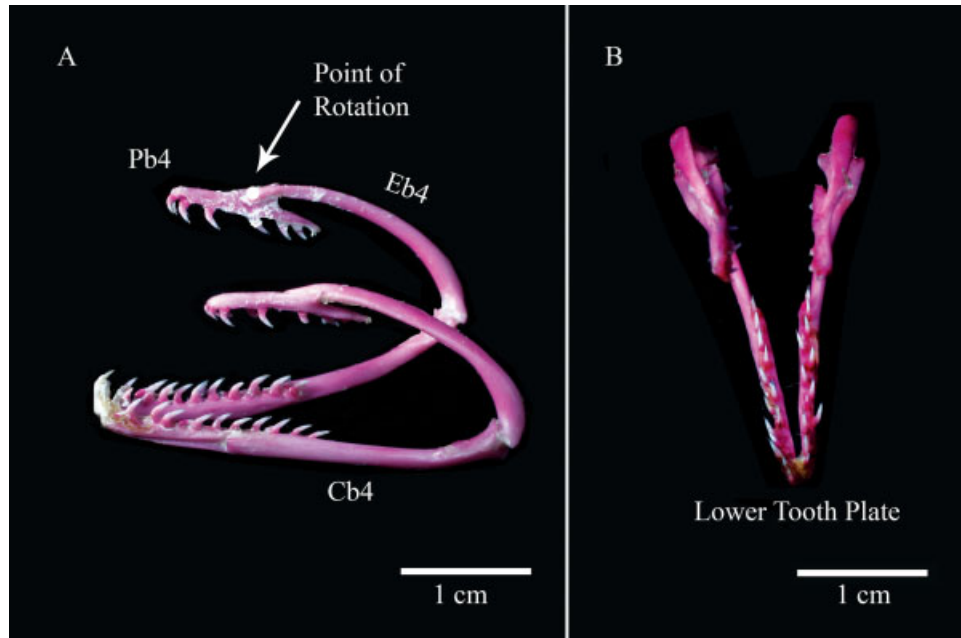 A
Point of
Rotation
Pb4
Eb4
Cb4
1 cm
B
Lower Tooth Plate
1 cm